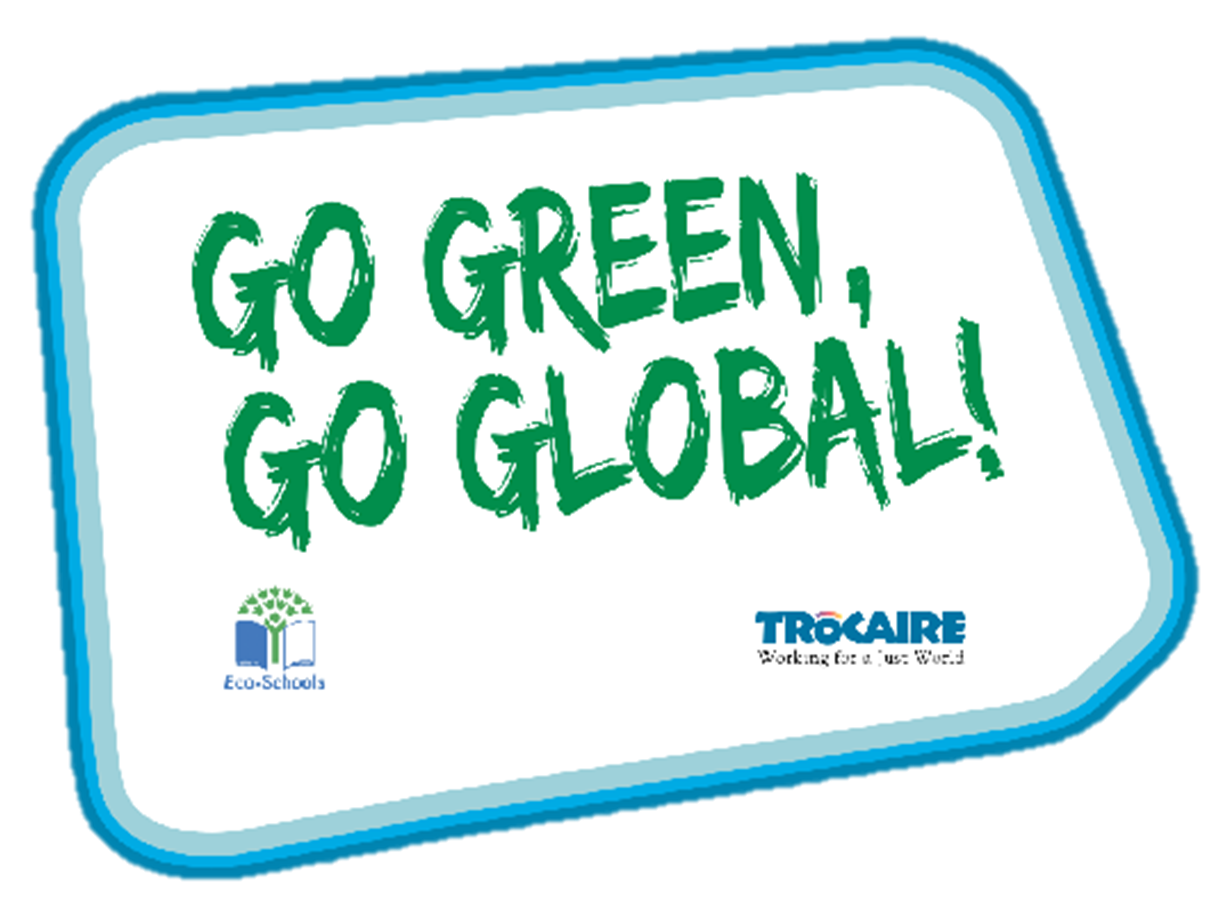 GO GREEN,
GO GLOBAL!
Eco-Schools
TRÓCAIRE
Working for a Just World